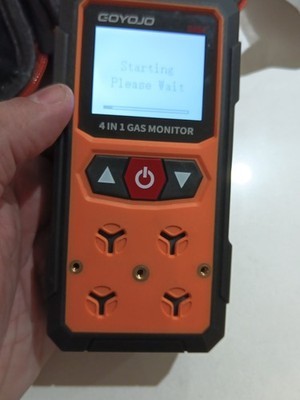 GOYOJO
Starting
Please Wait
4 IN 1 GAS MONITOR